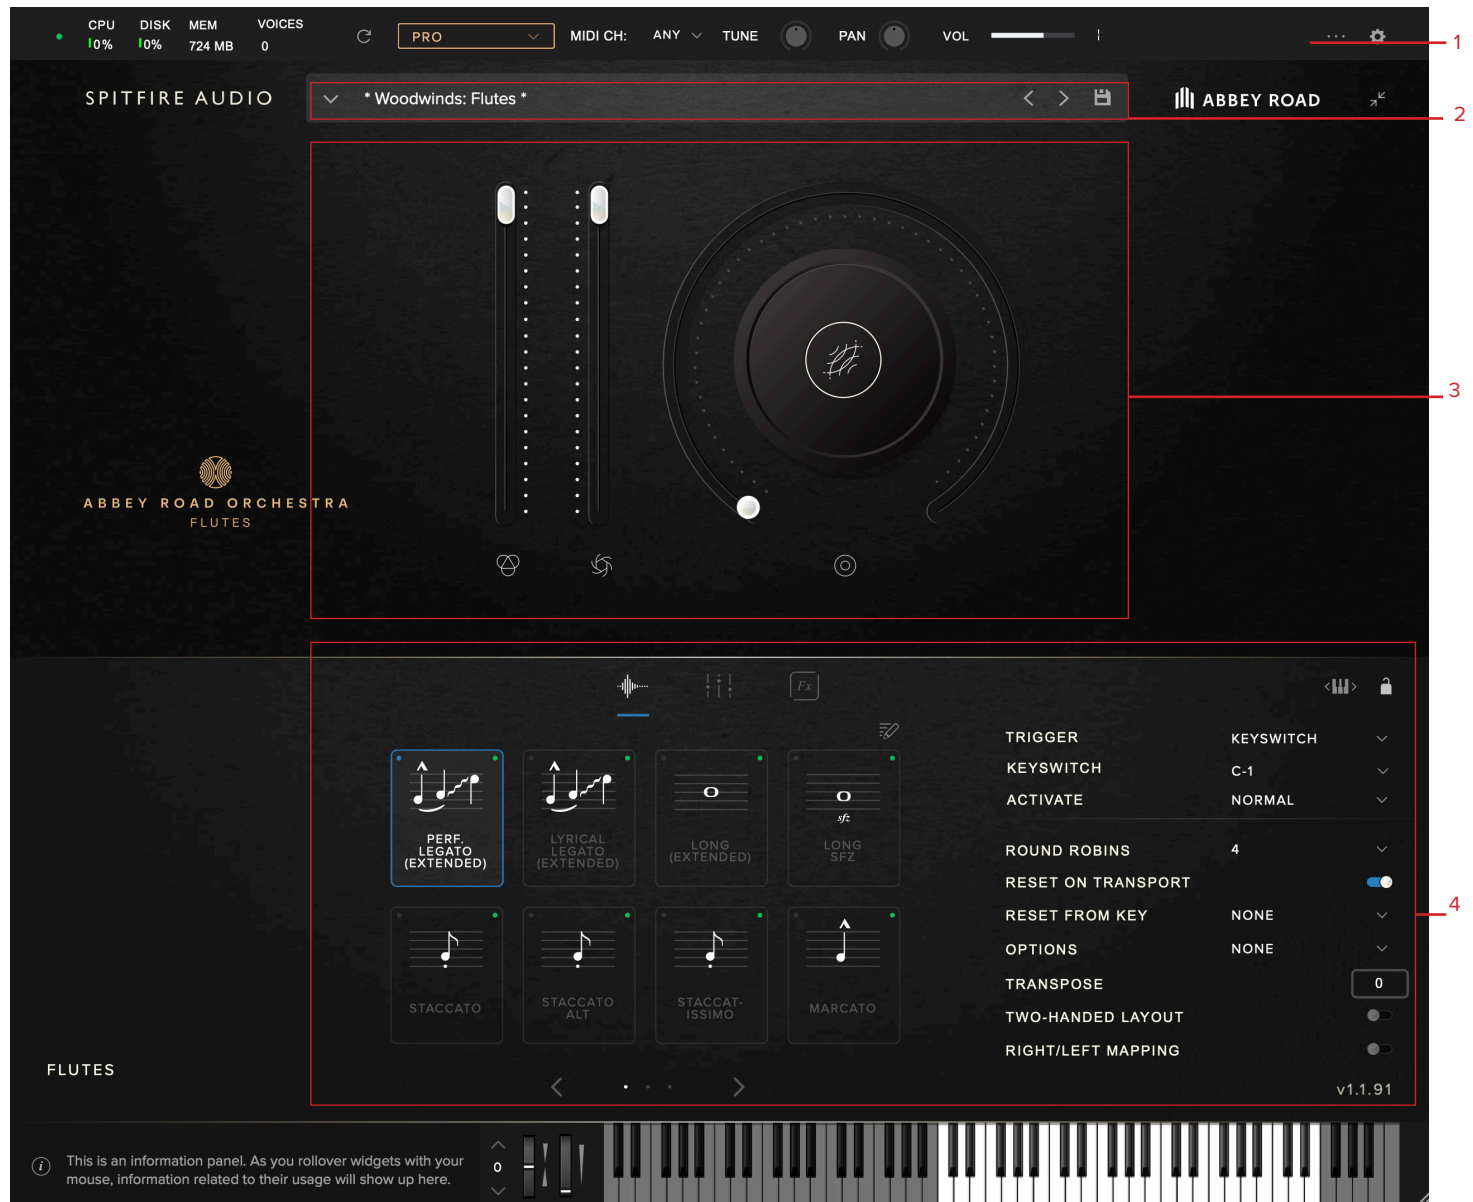 CPU DISK MEM VOICES
0% 0% 724 MB 0
PRO
MIDI CH: ANY TUNE PAN VOL
1
SPITFIRE AUDIO
* Woodwinds: Flutes *
ABBEY ROAD
2
3
ABBEY ROAD ORCHESTRA
FLUTES
Fx
TRIGGER KEYSWITCH
KEYSWITCH C-1
ACTIVATE NORMAL
ROUND ROBINS 4
RESET ON TRANSPORT
RESET FROM KEY NONE
OPTIONS NONE
TRANSPOSE 0
TWO-HANDED LAYOUT
RIGHT/LEFT MAPPING
4
PERF.
LEGATO
(EXTENDED)
LYRICAL
LEGATO
(EXTENDED)
LONG
(EXTENDED)
sfz
LONG
SFZ
STACCATO
STACCATO
ALT
STACCAT-
ISSIMO
MARCATO
FLUTES
v1.1.91
This is an information panel. As you rollover widgets with your
mouse, information related to their usage will show up here.
0